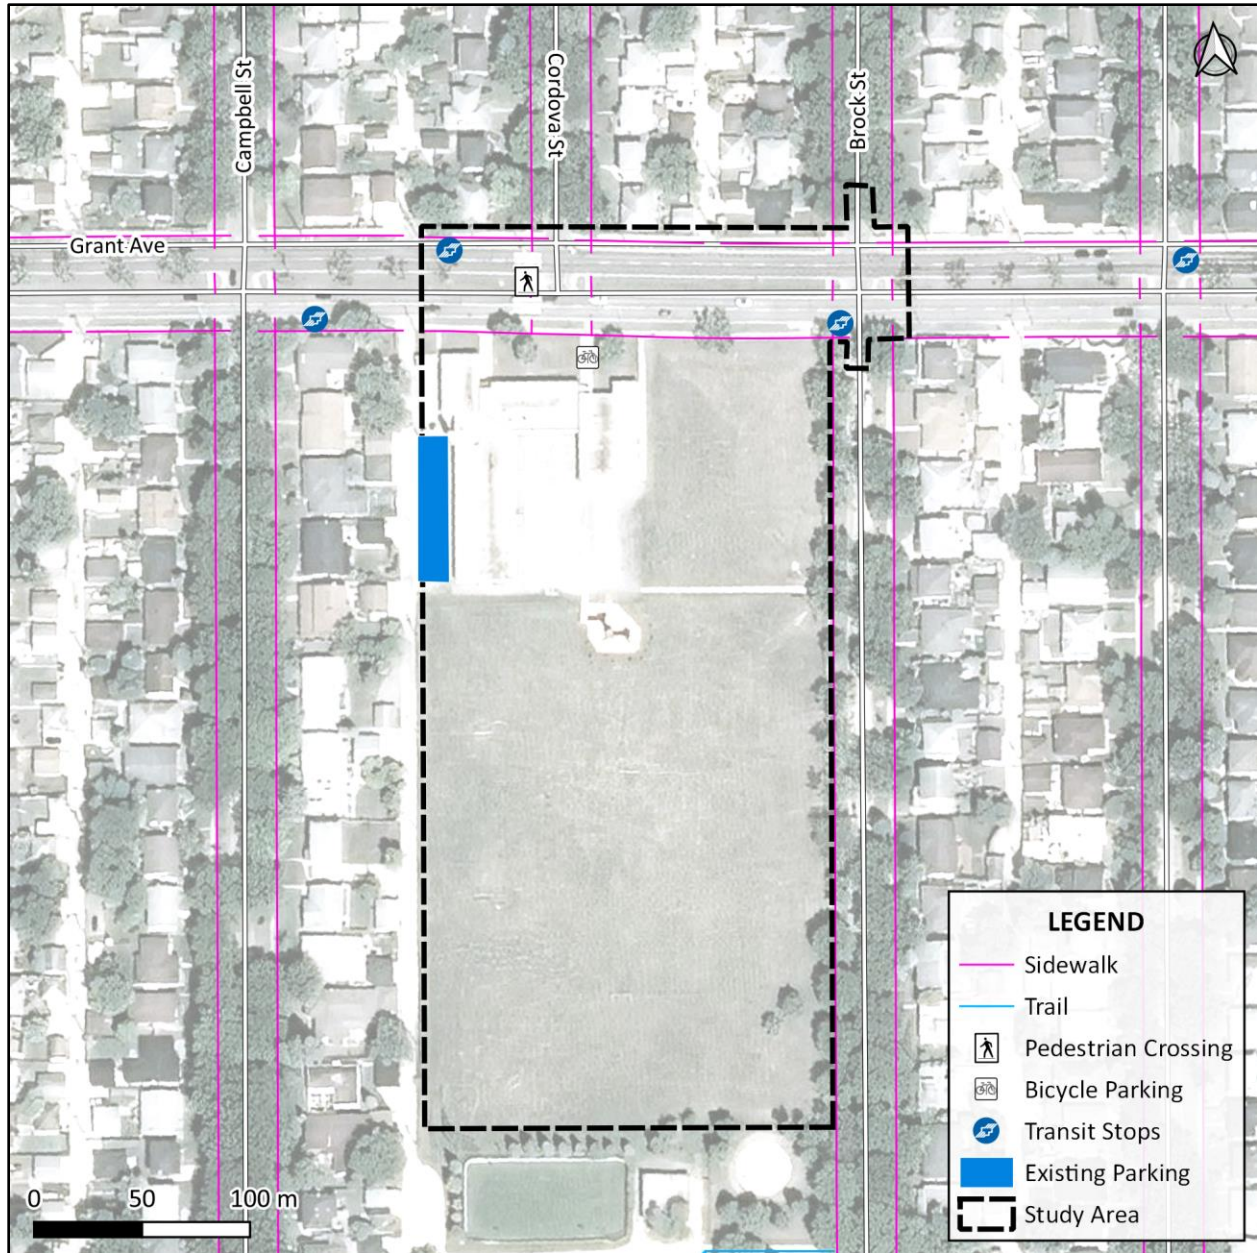 Campbell St
Cordova St
Brock St
Grant Ave
LEGEND
Sidewalk
Trail
Pedestrian Crossing
Bicycle Parking
Transit Stops
Existing Parking
Study Area
0 50 100 m